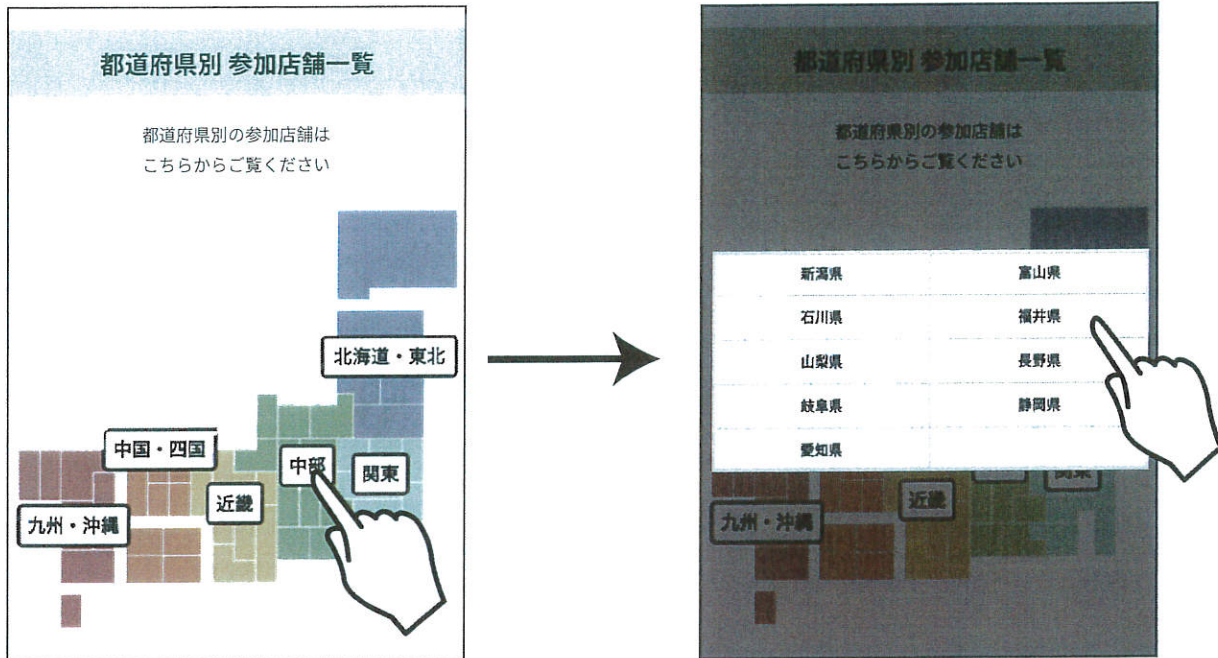 都道府県別 参加店舗一覧
都道府県別の参加店舗は
こちらからご覧ください
北海道・東北
中国・四国
中部
関東
近畿
九州・沖縄
都道府県別 参加店舗一覧
都道府県別の参加店舗は
こちらからご覧ください
新潟県 富山県
石川県 福井県
山梨県 長野県
岐阜県 静岡県
愛知県
関東
近畿
九州・沖縄